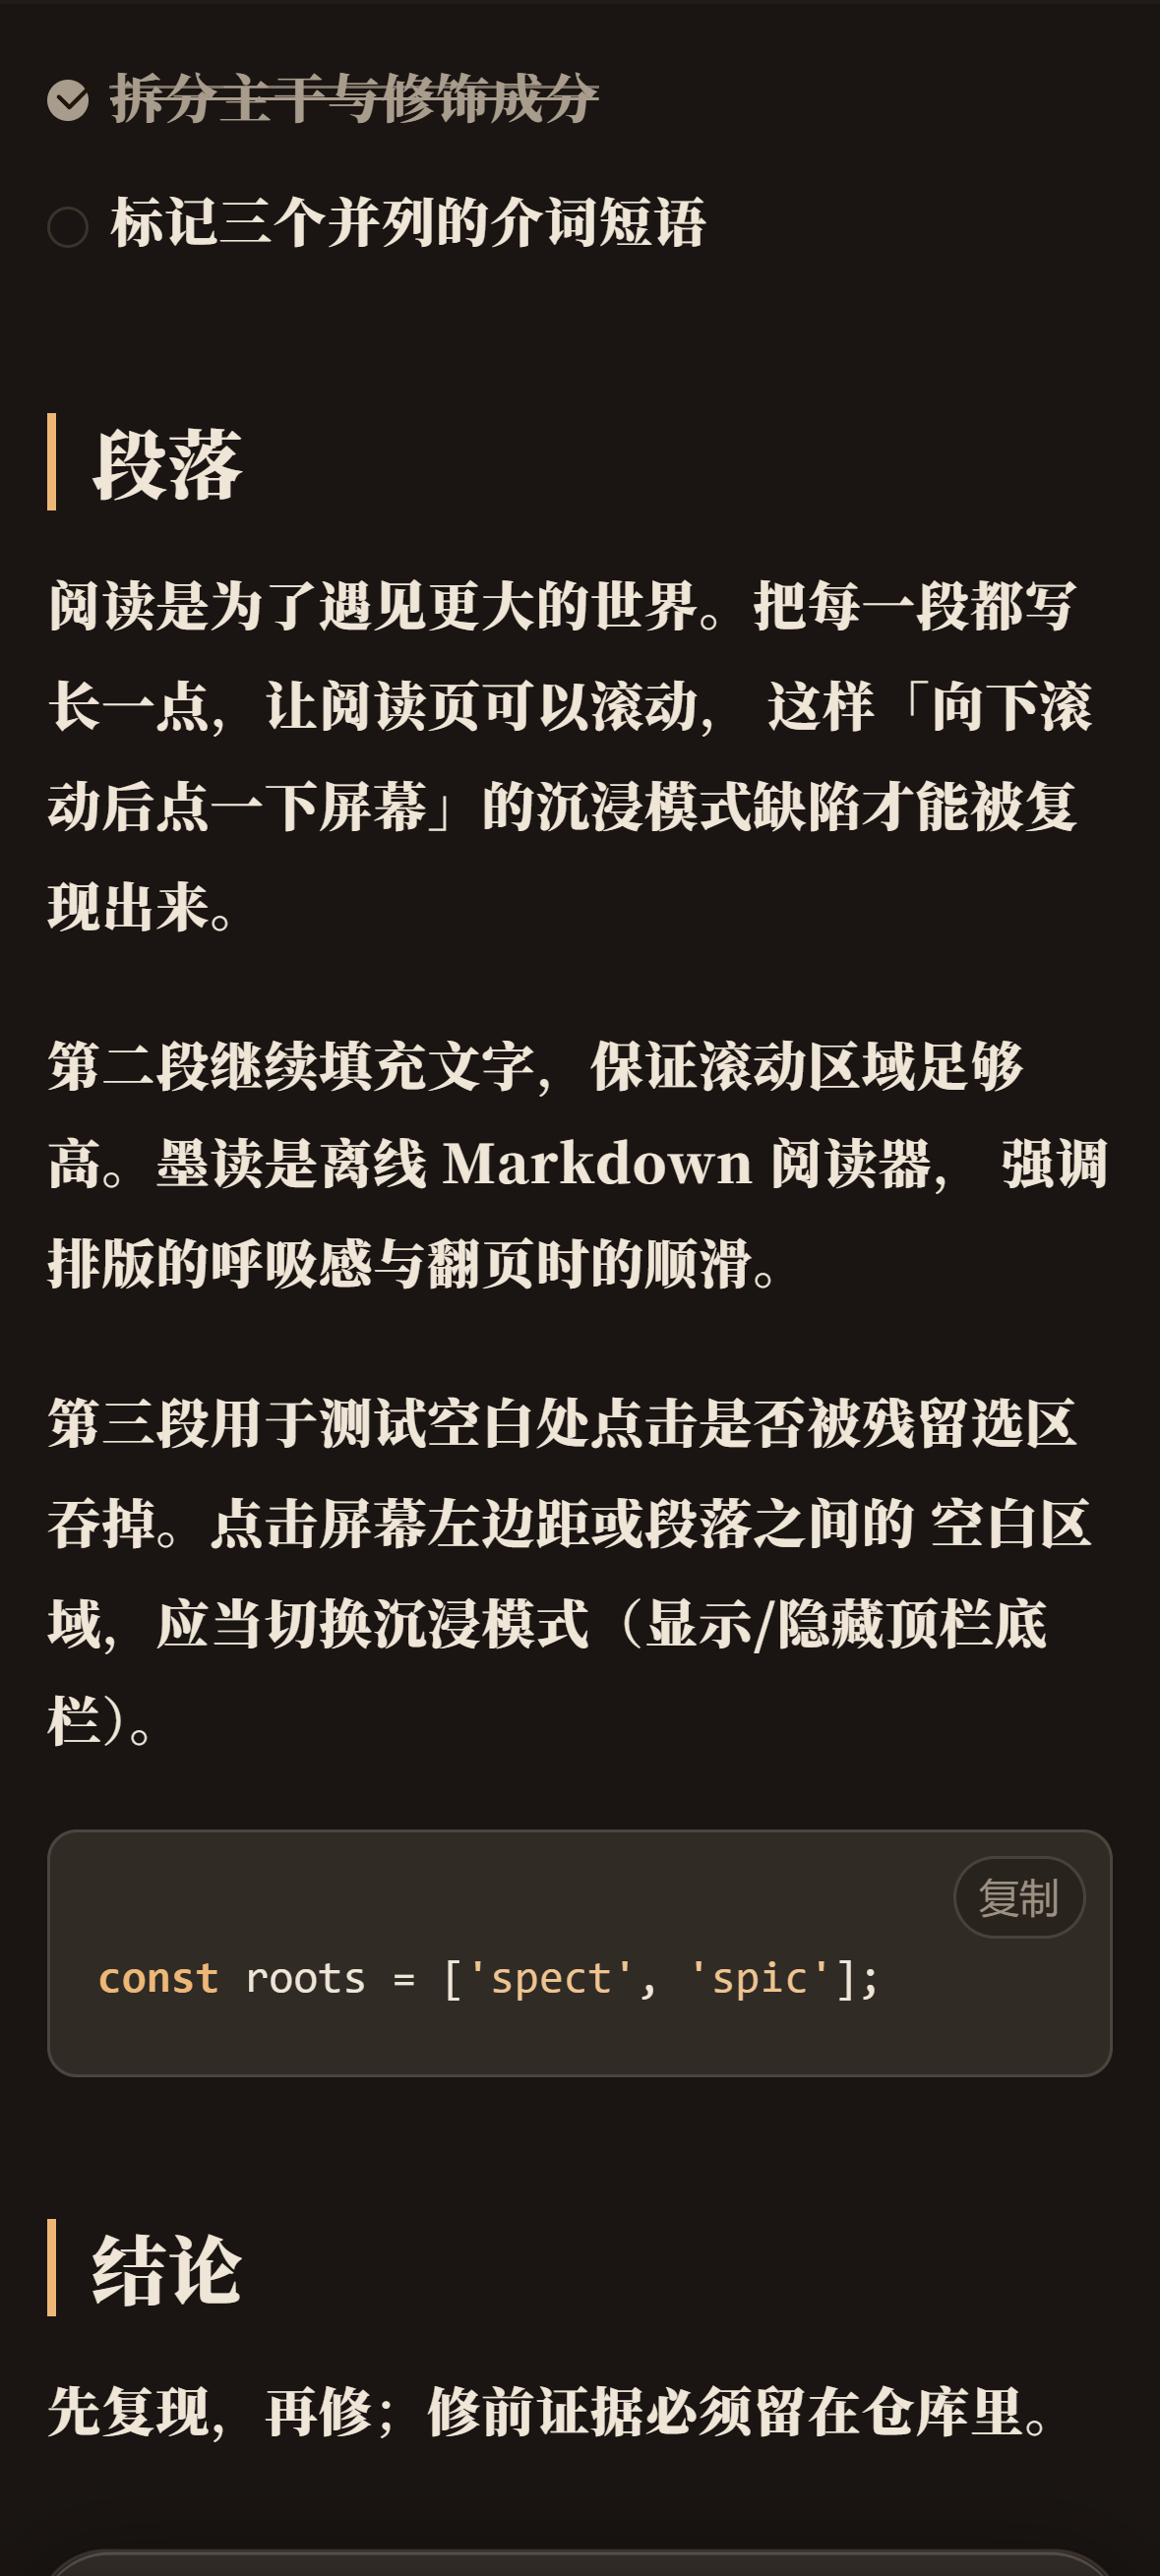 拆分主干与修饰成分
标记三个并列的介词短语
段落
阅读是为了遇见更大的世界。把每一段都写
长一点，让阅读页可以滚动， 这样「向下滚
动后点一下屏幕」的沉浸模式缺陷才能被复
现出来。
第二段继续填充文字，保证滚动区域足够
高。墨读是离线 Markdown 阅读器， 强调
排版的呼吸感与翻页时的顺滑。
第三段用于测试空白处点击是否被残留选区
吞掉。点击屏幕左边距或段落之间的 空白区
域，应当切换沉浸模式（显示/隐藏顶栏底
栏）。
复制
const roots = ['spect', 'spic'];
结论
先复现，再修；修前证据必须留在仓库里。